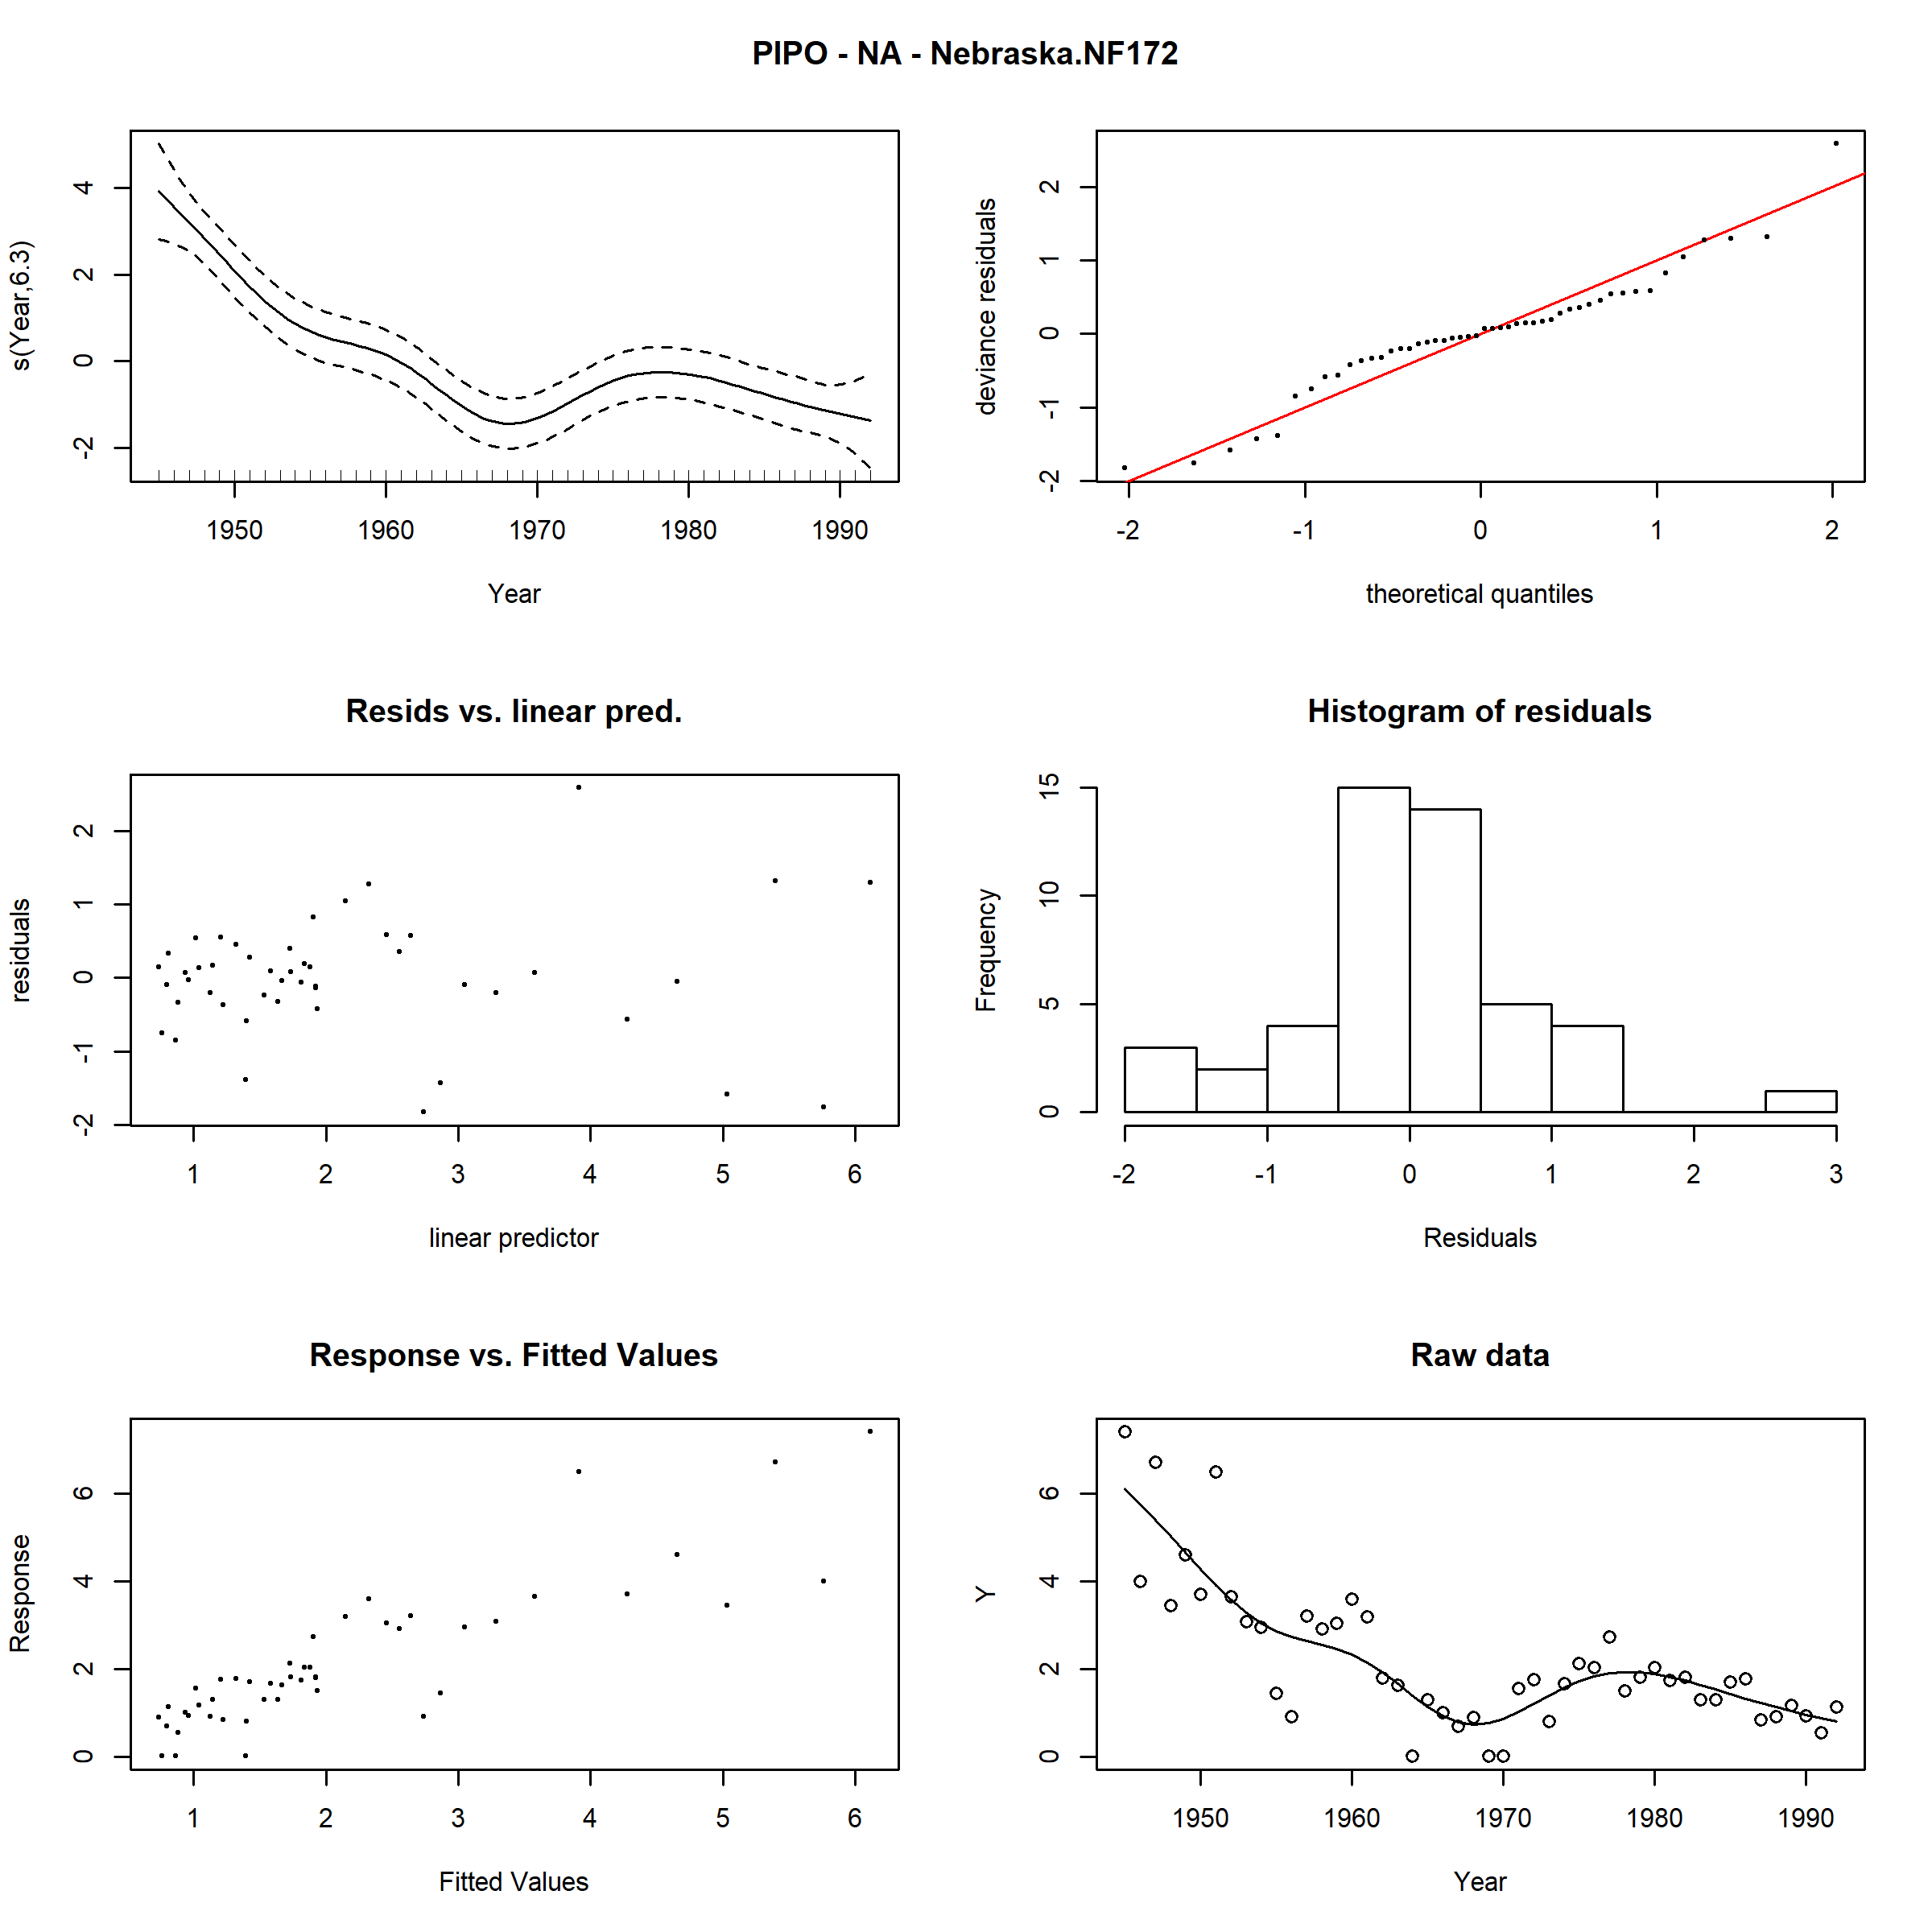 PIPO - NA - Nebraska.NF172
s(Year,6.3)
4
2
0
-2
1950 1960 1970 1980 1990
Year
deviance residuals
2
1
0
-1
-2
-2 -1 0 1 2
theoretical quantiles
Resids vs. linear pred.
residuals
2
1
0
-1
-2
1 2 3 4 5 6
linear predictor
Histogram of residuals
Frequency
15
10
5
0
-2 -1 0 1 2 3
Residuals
Response vs. Fitted Values
Response
6
4
2
0
1 2 3 4 5 6
Fitted Values
Raw data
Y
6
4
2
0
1950 1960 1970 1980 1990
Year